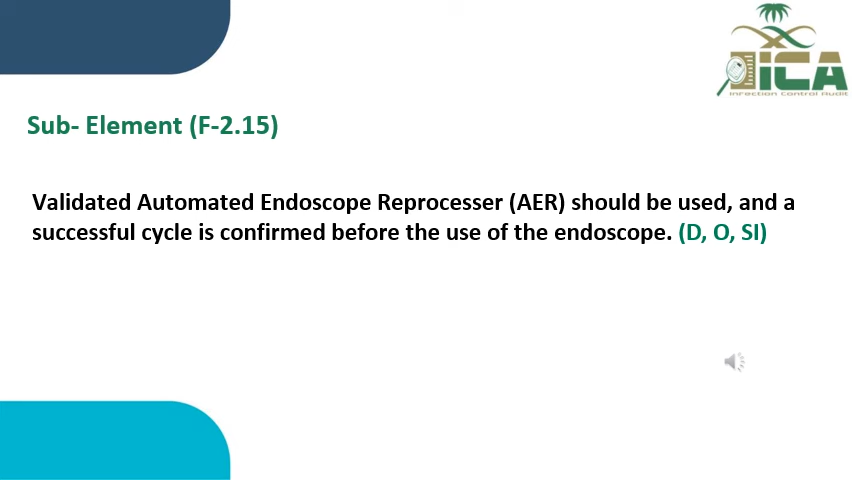 iCA
Infection Control Audit
Sub- Element (F-2.15)
Validated Automated Endoscope Reprocesser (AER) should be used, and a
successful cycle is confirmed before the use of the endoscope. (D, O, SI)